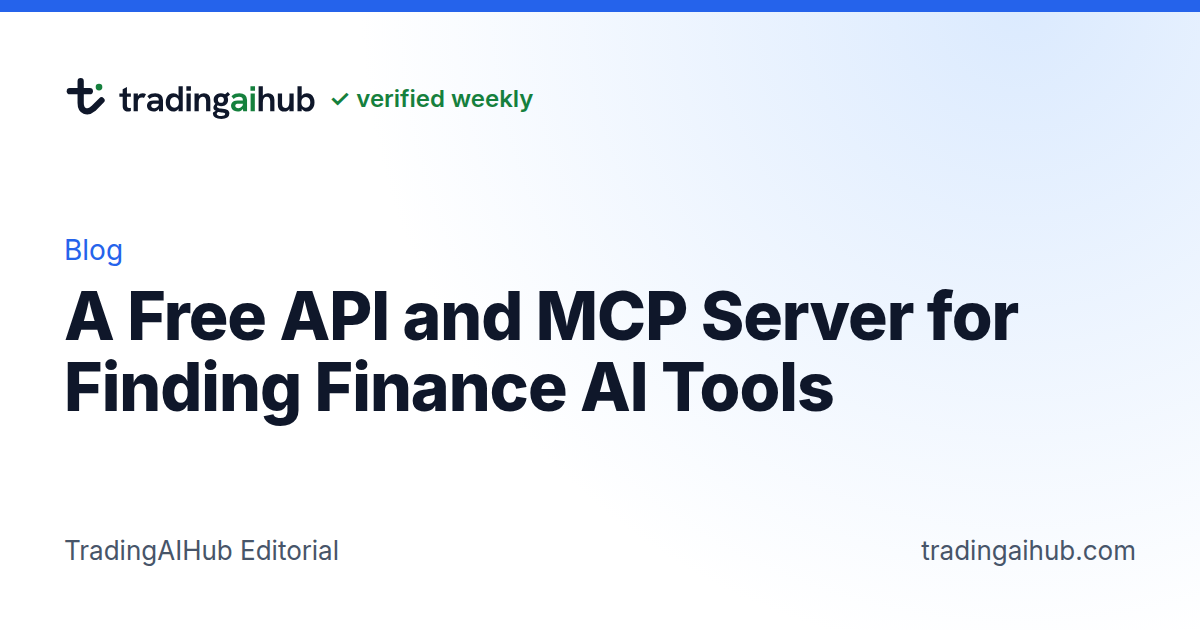 tradingaihub ✓ verified weekly
Blog
A Free API and MCP Server for
Finding Finance AI Tools
TradingAIHub Editorial
tradingaihub.com